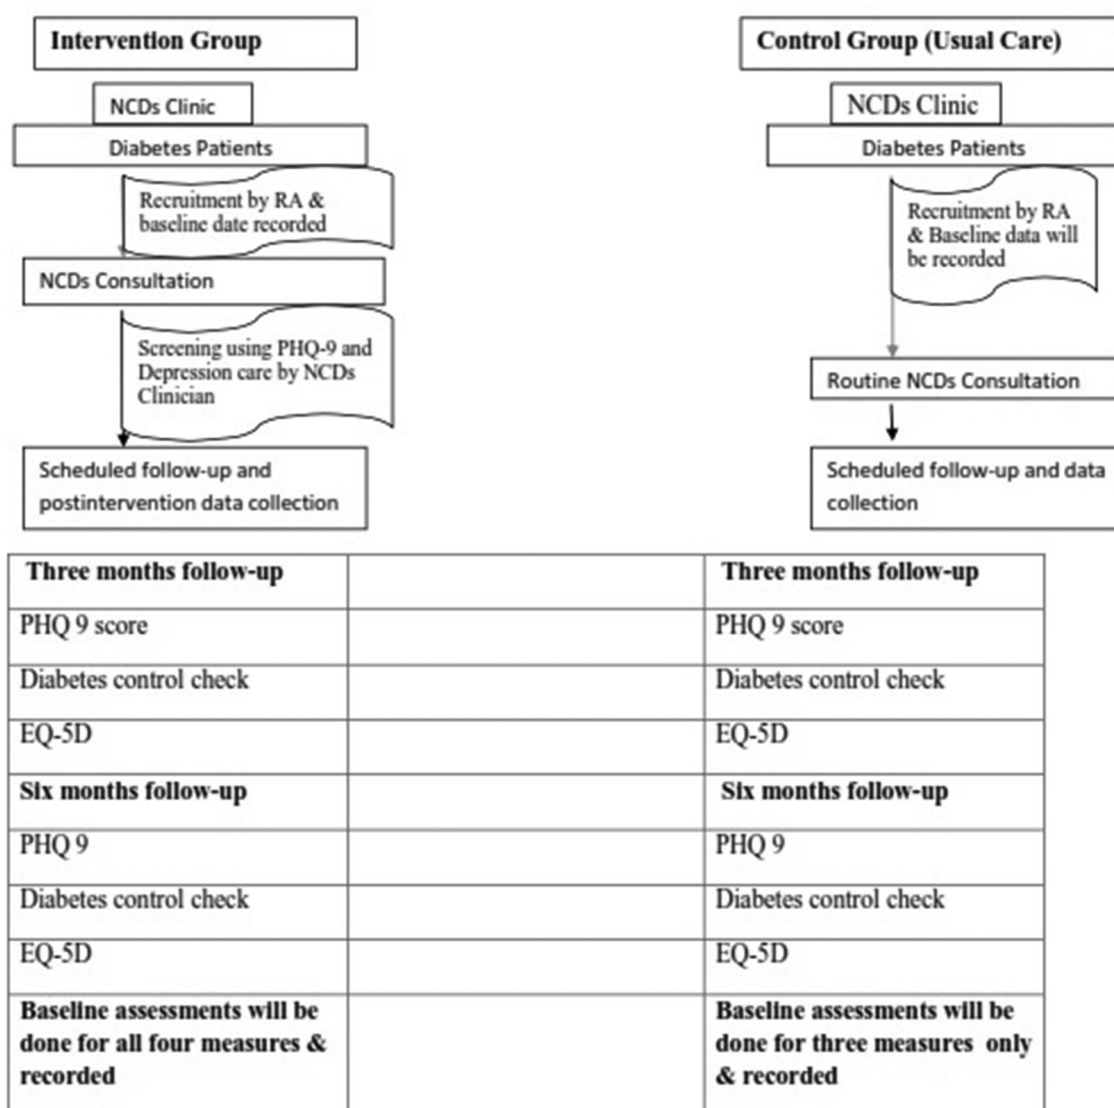 Intervention Group
NCDs Clinic
Diabetes Patients
Recruitment by RA &
baseline date recorded
NCDs Consultation
Screening using PHQ-9 and
Depression care by NCDs
Clinician
Scheduled follow-up and
postintervention data collection
Control Group (Usual Care)
NCDs Clinic
Diabetes Patients
Recruitment by RA
& Baseline data will
be recorded
Routine NCDs Consultation
Scheduled follow-up and data
collection
Three months follow-up
Three months follow-up
PHQ 9 score
PHQ 9 score
Diabetes control check
Diabetes control check
EQ-5D
EQ-5D
Six months follow-up
Six months follow-up
PHQ 9
PHQ 9
Diabetes control check
Diabetes control check
EQ-5D
EQ-5D
Baseline assessments will be
done for all four measures &
recorded
Baseline assessments will be
done for three measures only
& recorded